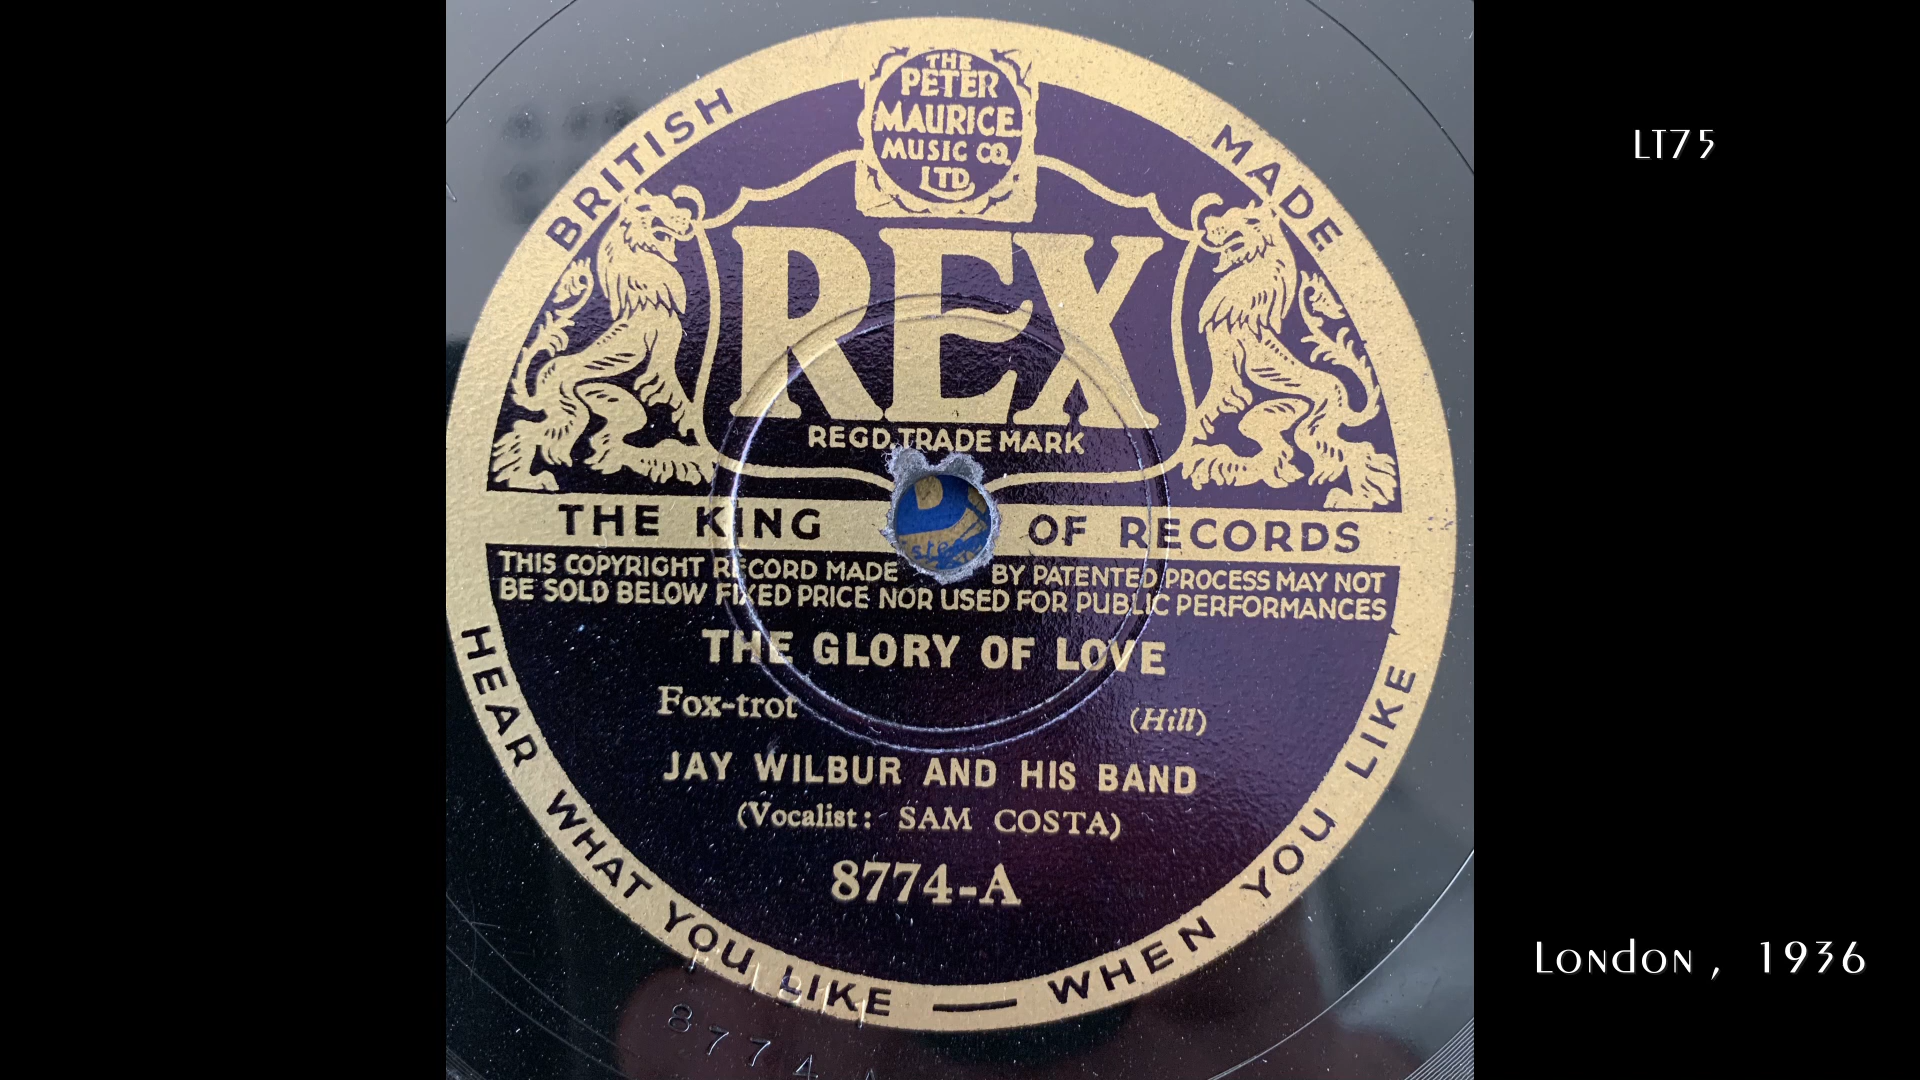 BRITISH MADE
THE
PETER
MAURICE
MUSIC CO.
LTD
REX
REGD. TRADE MARK
THE KING OF RECORDS
THIS COPYRIGHT RECORD MADE BY PATENTED PROCESS MAY NOT
BE SOLD BELOW FIXED PRICE NOR USED FOR PUBLIC PERFORMANCES
THE GLORY OF LOVE
Fox-trot (Hill)
JAY WILBUR AND HIS BAND
(Vocalist: SAM COSTA)
8774-A
HEAR WHAT YOU LIKE — WHEN YOU LIKE
8774
LT75
London, 1936